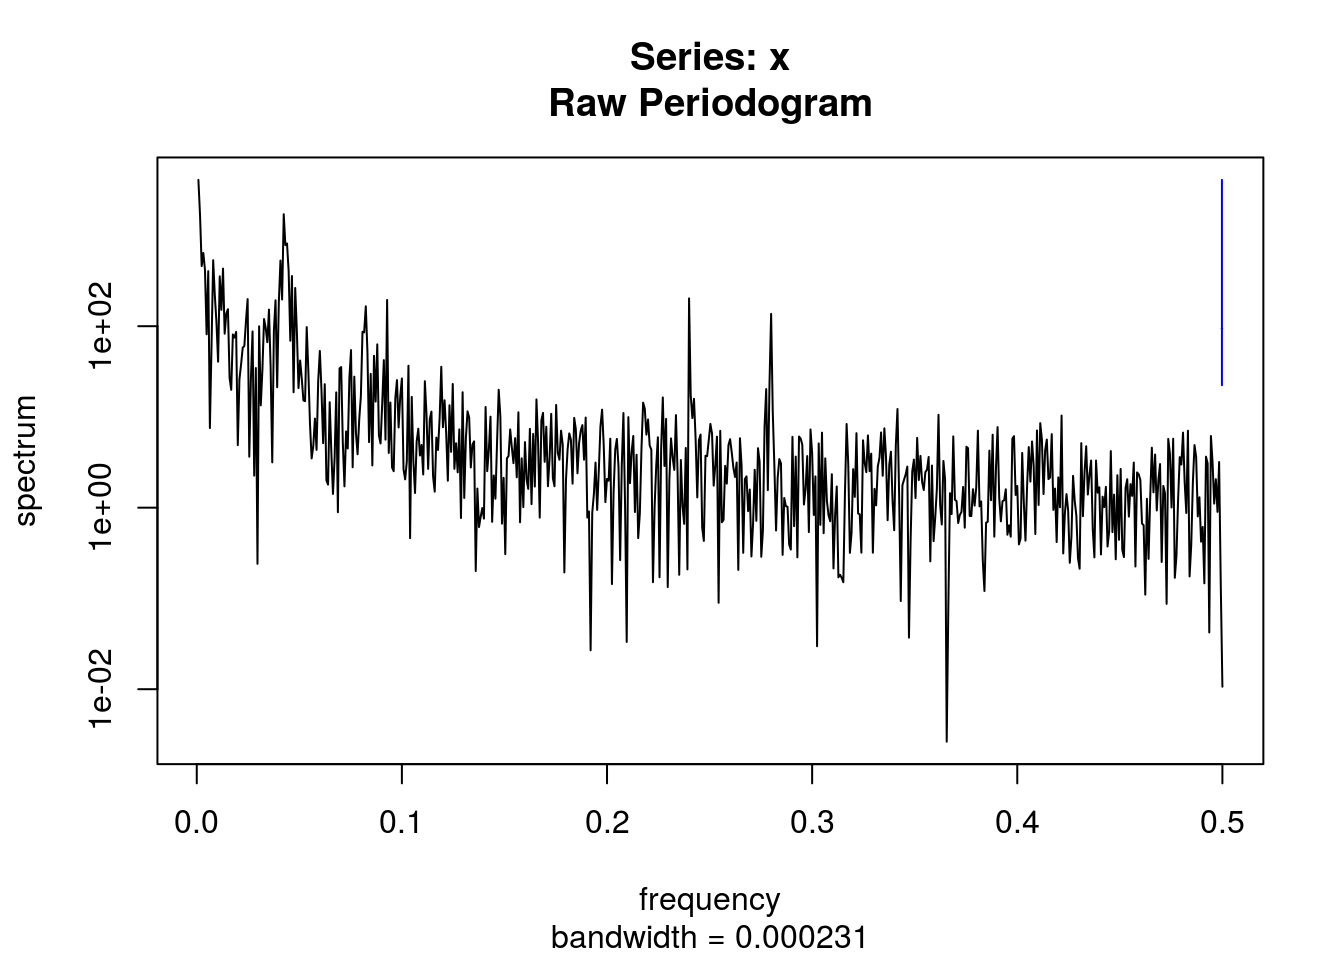 Series: x
Raw Periodogram
spectrum
1e+02
1e+00
1e-02
0.0 0.1 0.2 0.3 0.4 0.5
frequency
bandwidth = 0.000231